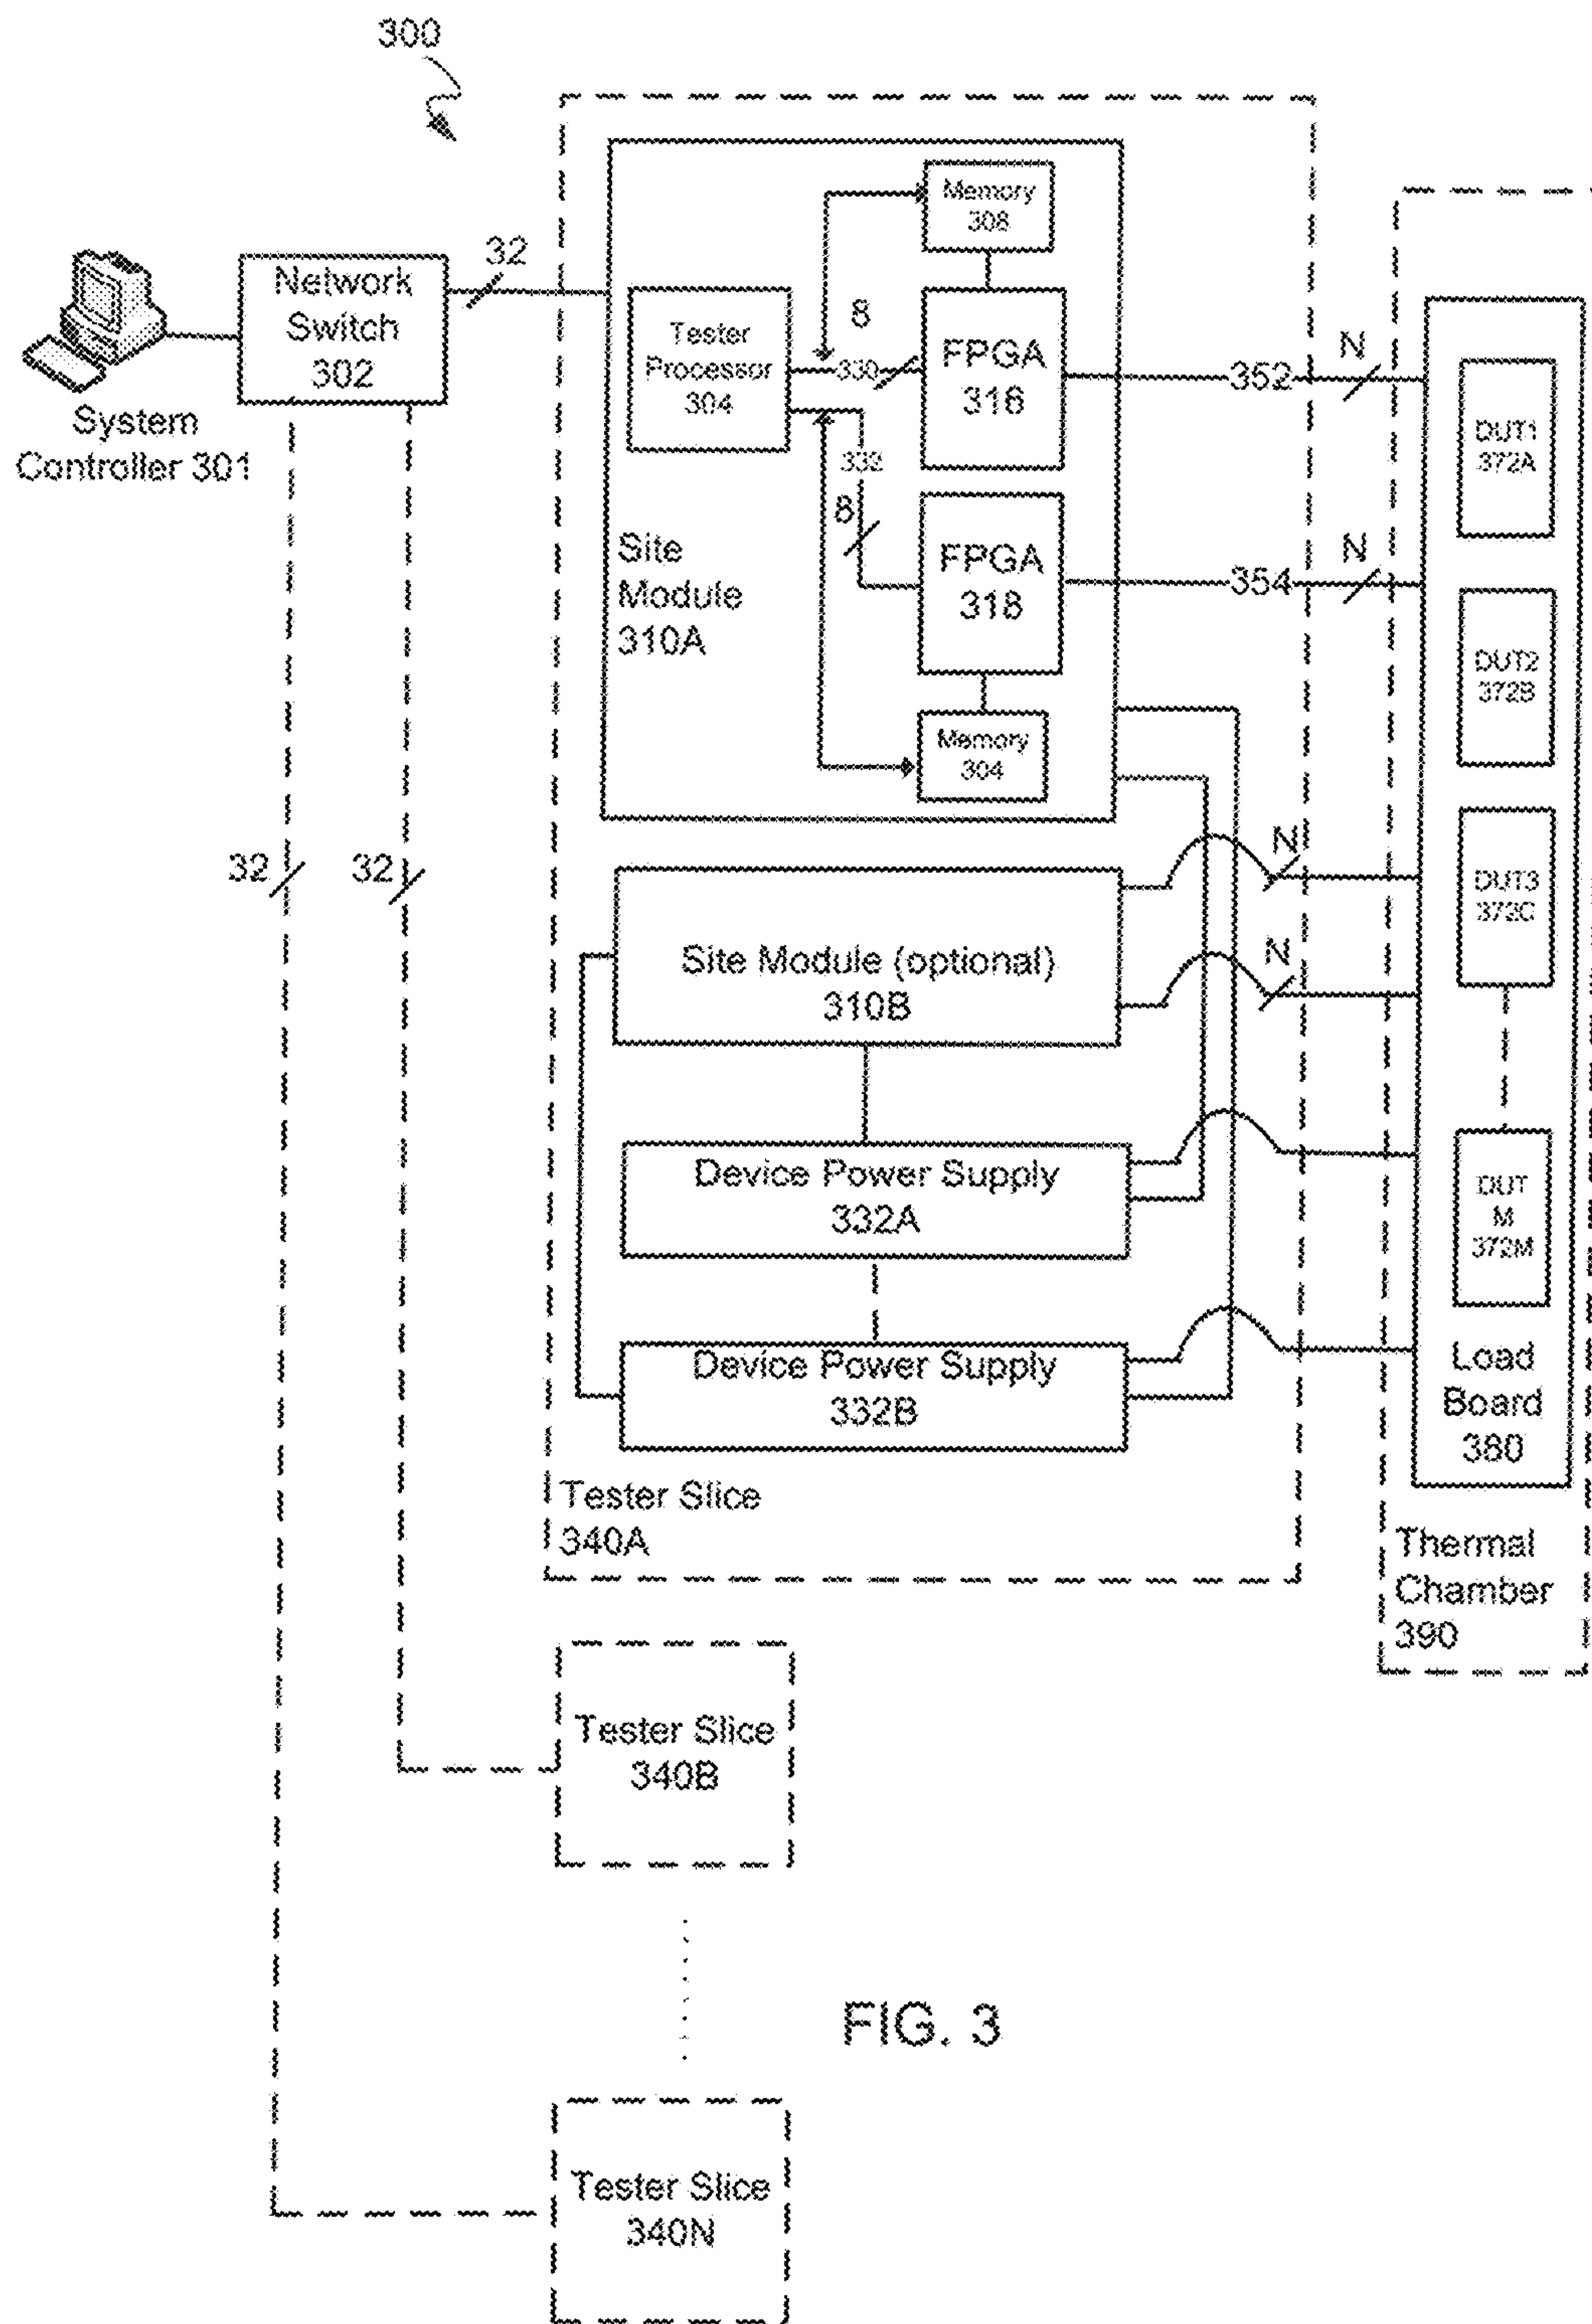 300
32
Network
Switch
302
System
Controller 301
Memory
308
Tester
Processor
304
8
330
FPGA
316
352
N
332
8
FPGA
318
354
N
Site
Module
310A
Memory
304
32
32
N
Site Module (optional)
310B
N
Device Power Supply
332A
Device Power Supply
332B
Tester Slice
340A
DUT1
372A
DUT2
372B
DUT3
372C
DUT
M
372M
Load
Board
380
Thermal
Chamber
390
Tester Slice
340B
FIG. 3
Tester Slice
340N